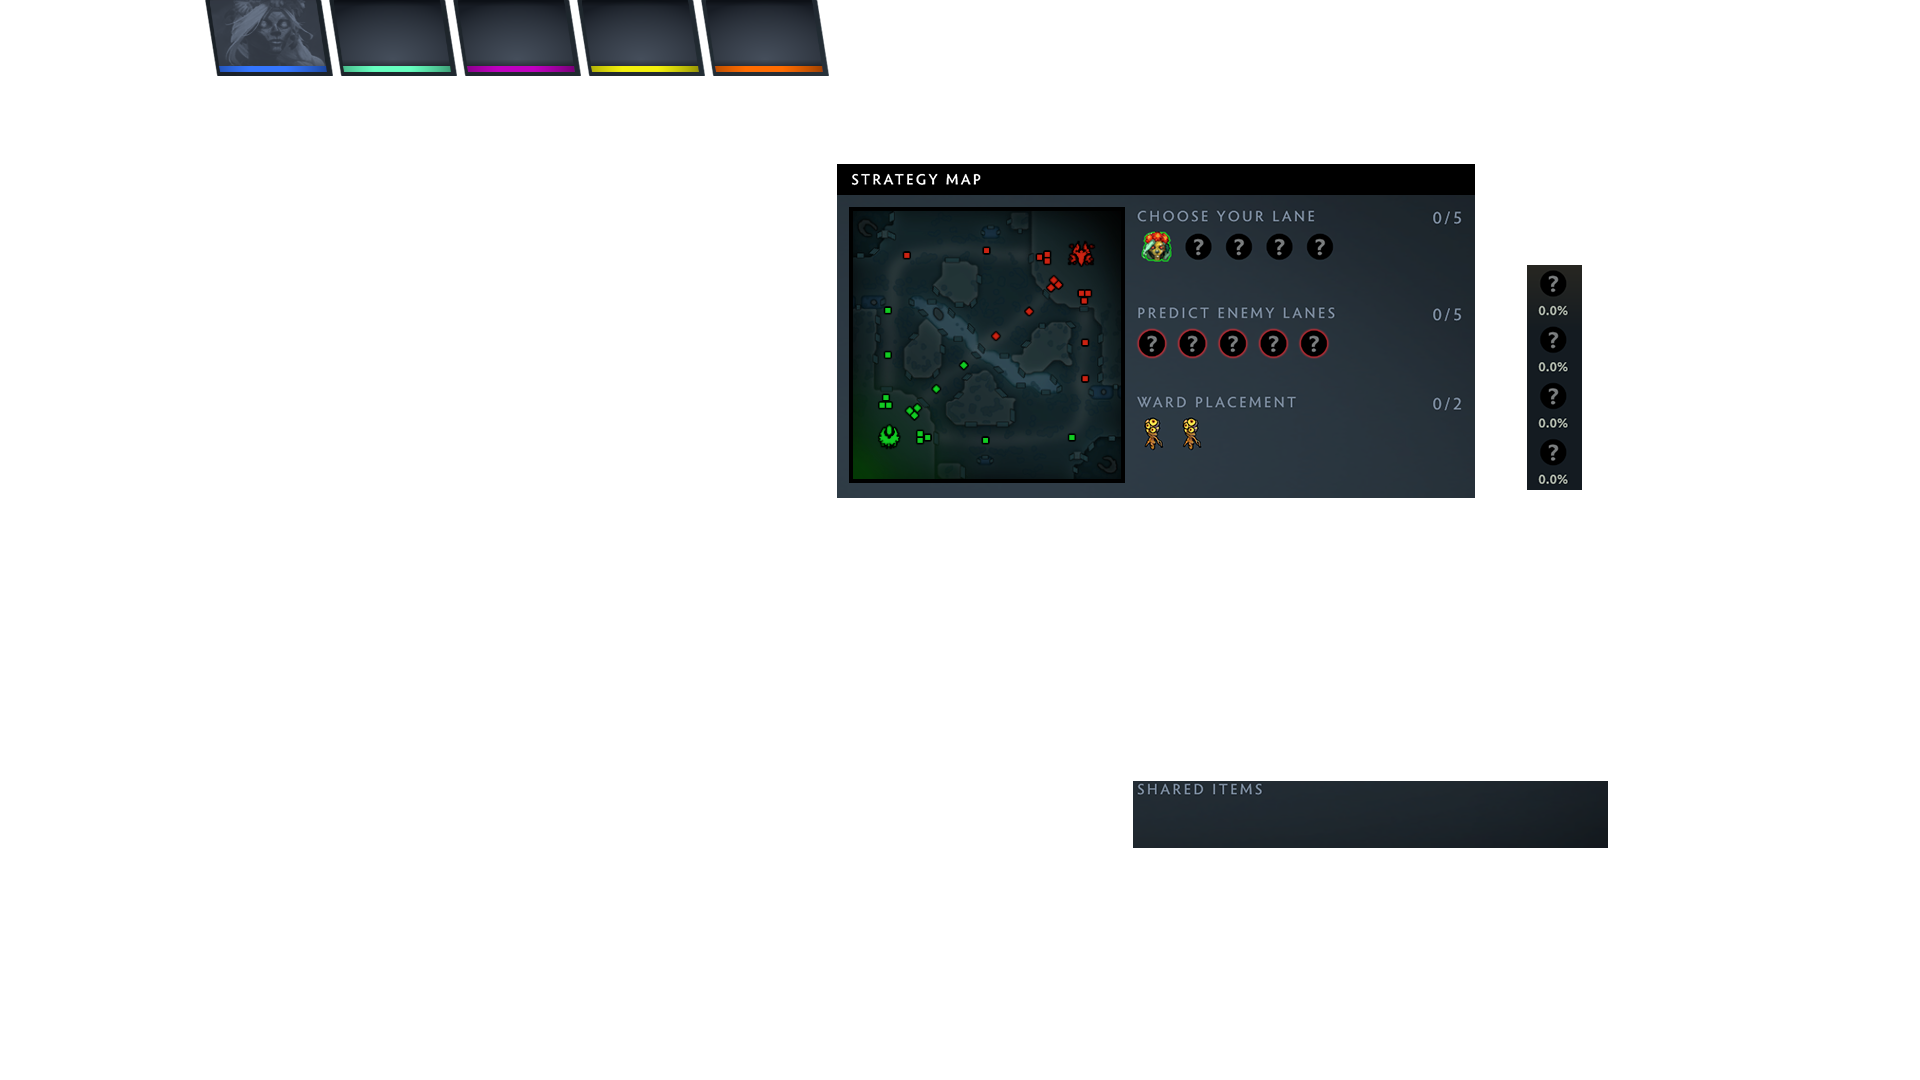 STRATEGY MAP
CHOOSE YOUR LANE 0/5
? ? ? ?
PREDICT ENEMY LANES 0/5
? ? ? ? ?
WARD PLACEMENT 0/2
?
0.0%
?
0.0%
?
0.0%
?
0.0%
SHARED ITEMS